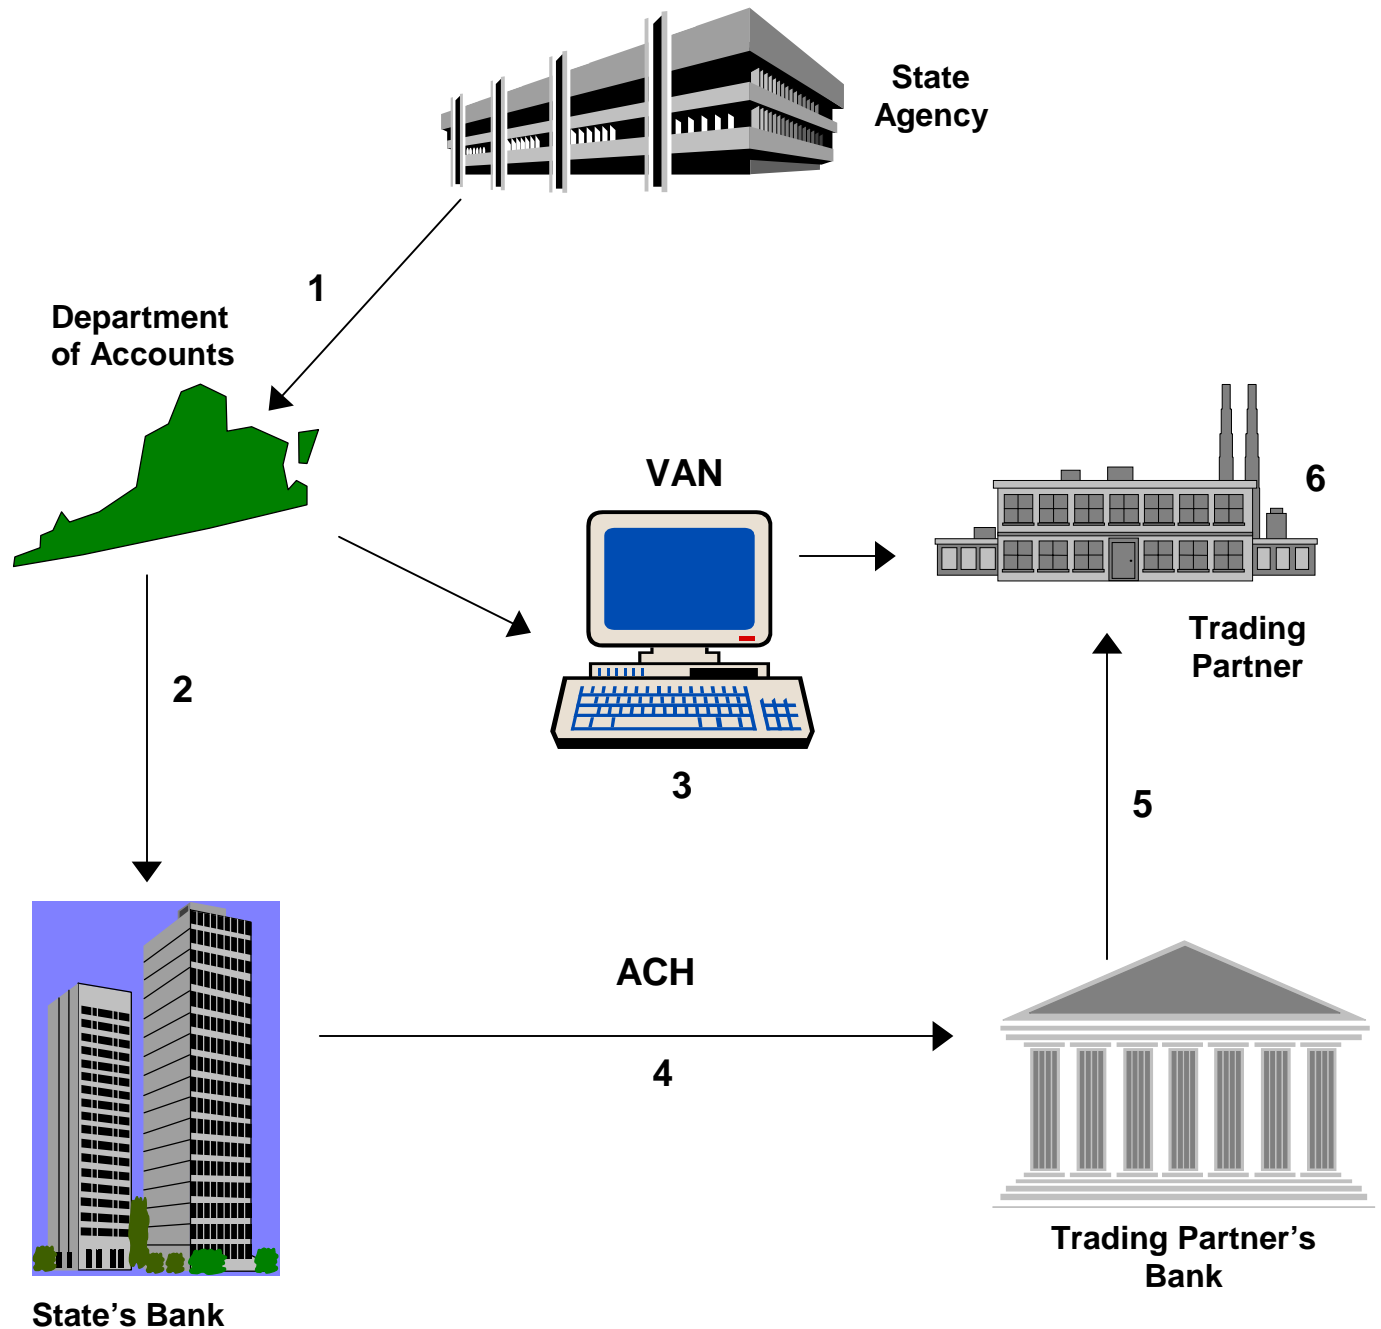 State
Agency
1
Department
of Accounts
VAN
6
Trading
Partner
2
3
5
ACH
4
Trading Partner’s
Bank
State’s Bank